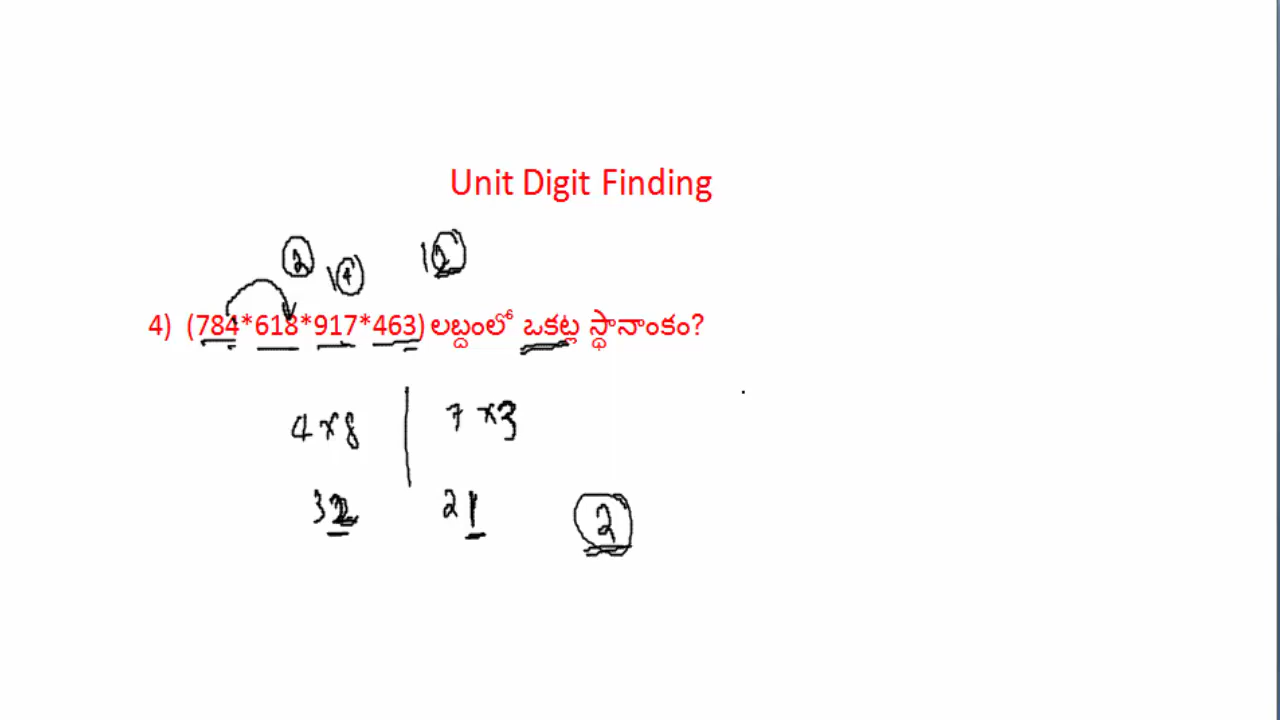 Unit Digit Finding
2 14 12
4) (784*618*917*463) లబ్దంలో ఒకట్ల స్థానాంకం?
4 x 8 | 7 x 3
32 21 2